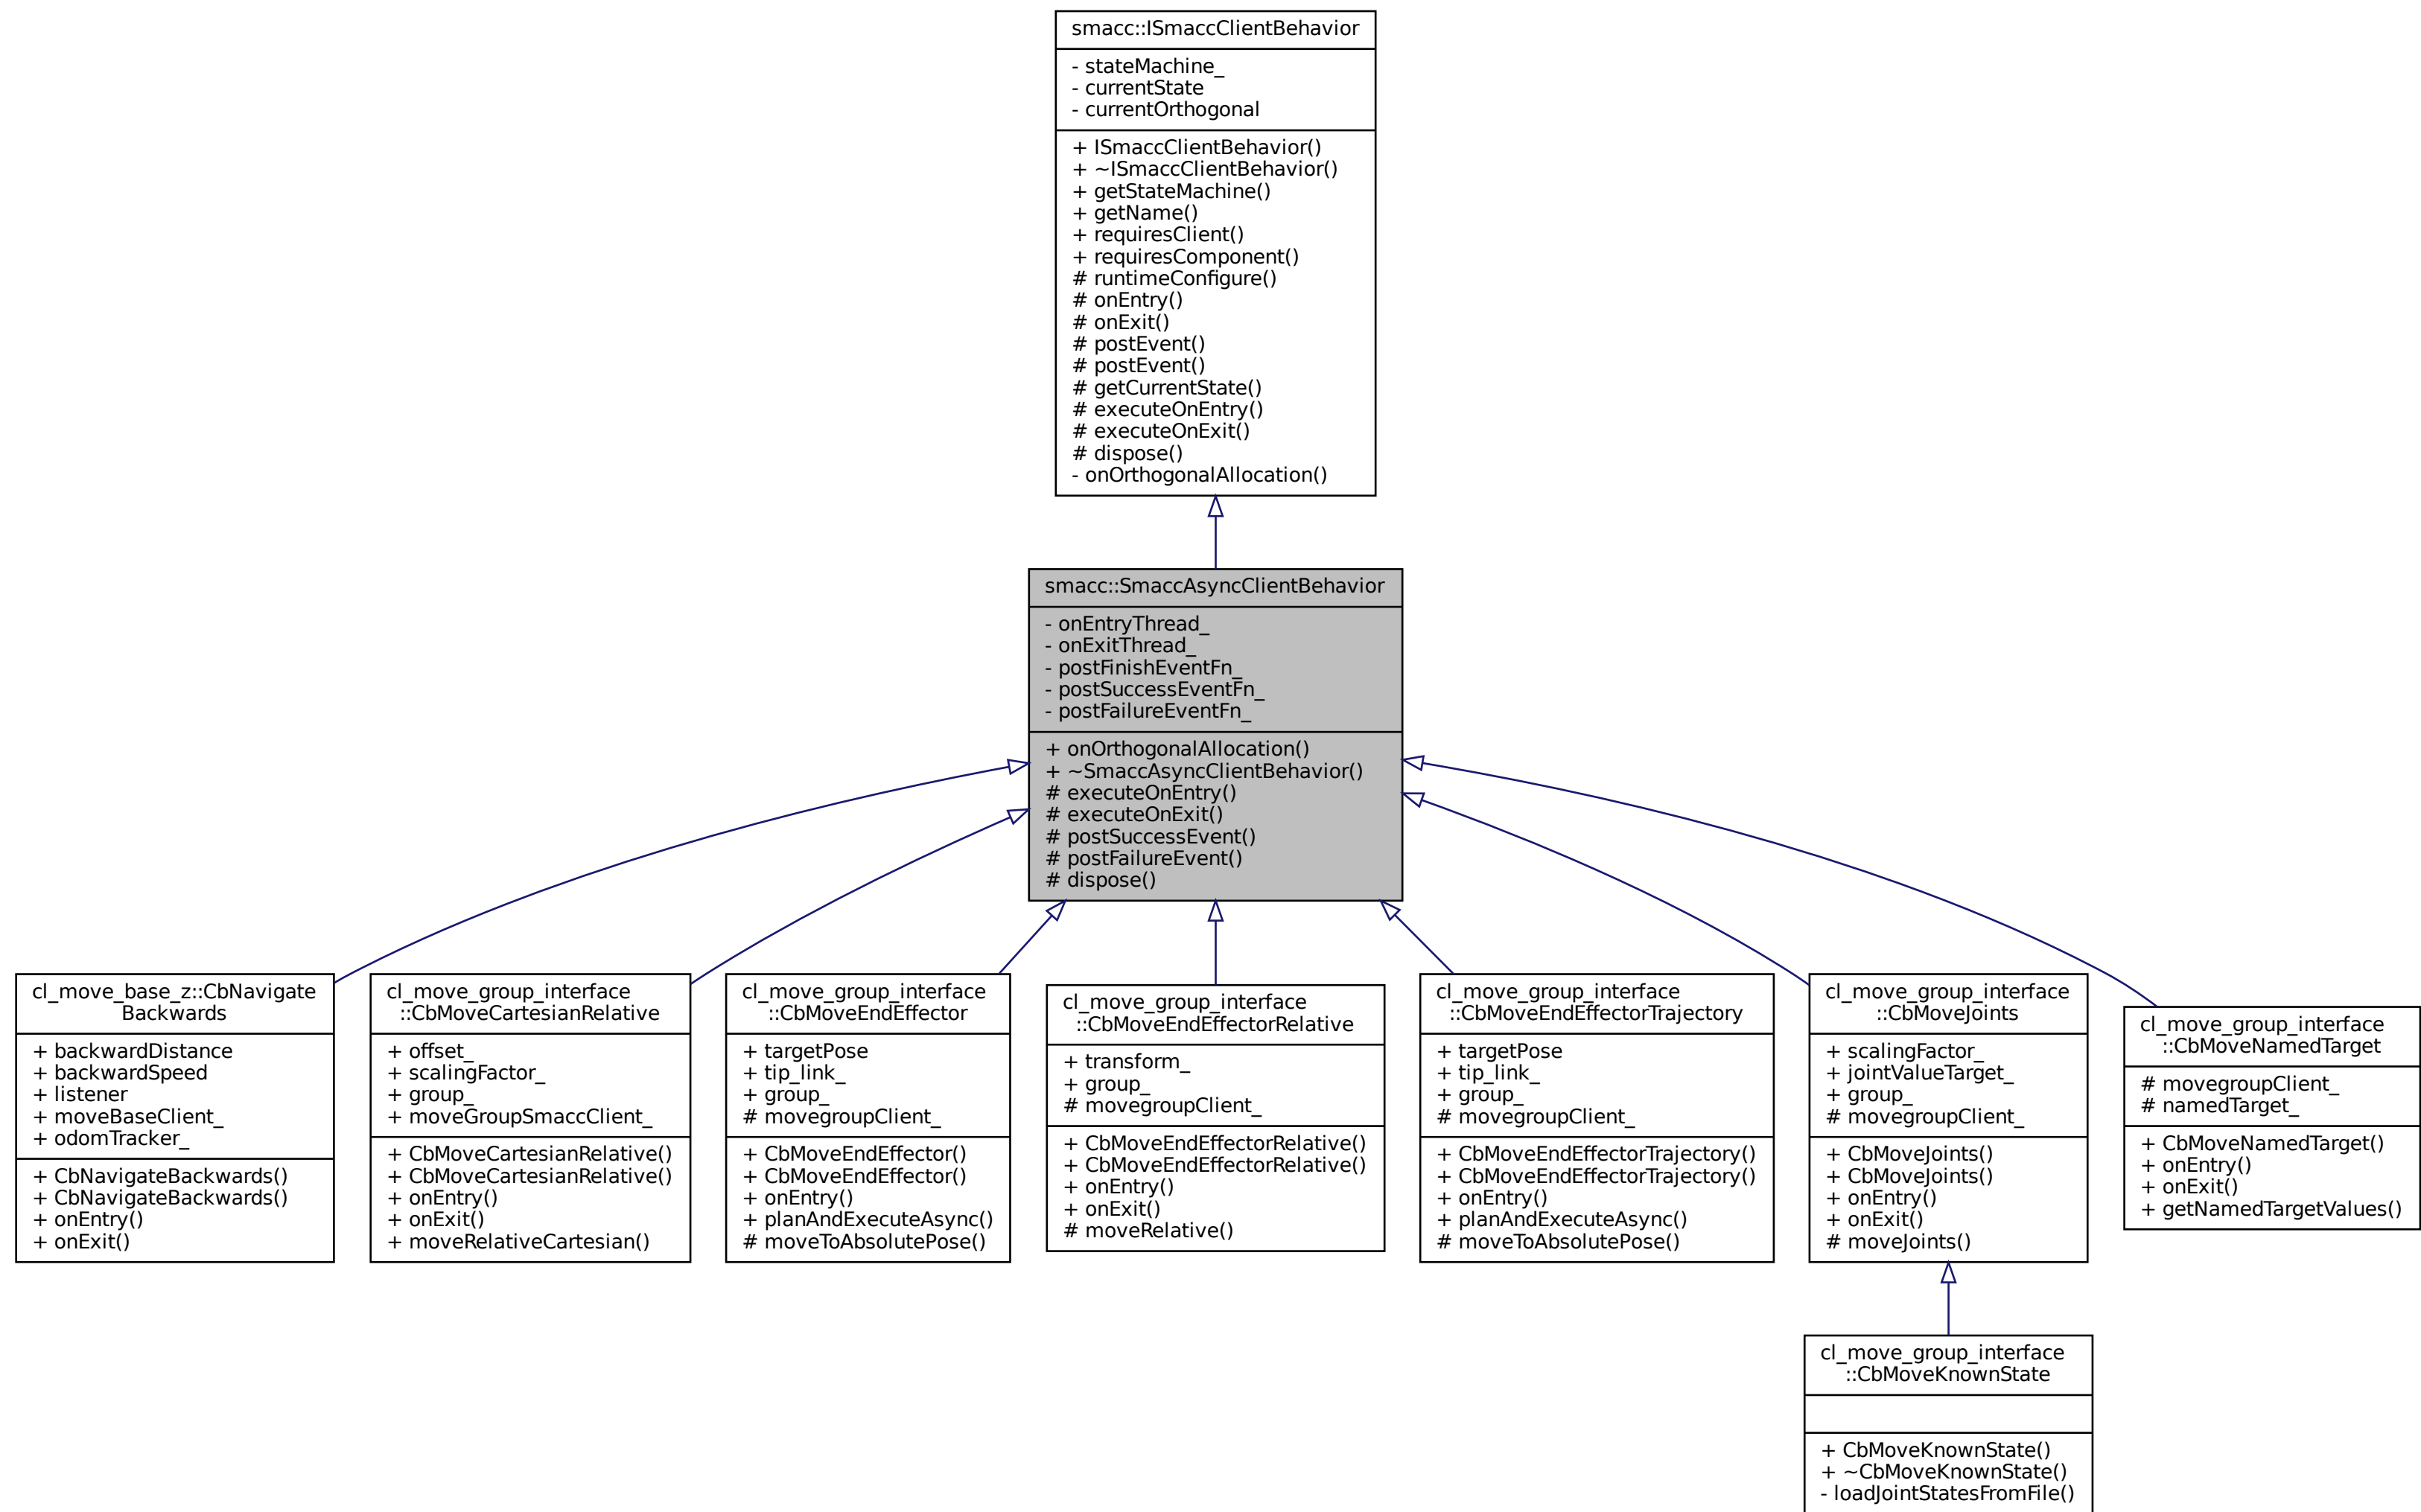 smacc::ISmaccClientBehavior
- stateMachine_
- currentState
- currentOrthogonal
+ ISmaccClientBehavior()
+ ~ISmaccClientBehavior()
+ getStateMachine()
+ getName()
+ requiresClient()
+ requiresComponent()
# runtimeConfigure()
# onEntry()
# onExit()
# postEvent()
# postEvent()
# getCurrentState()
# executeOnEntry()
# executeOnExit()
# dispose()
- onOrthogonalAllocation()
smacc::SmaccAsyncClientBehavior
- onEntryThread_
- onExitThread_
- postFinishEventFn_
- postSuccessEventFn_
- postFailureEventFn_
+ onOrthogonalAllocation()
+ ~SmaccAsyncClientBehavior()
# executeOnEntry()
# executeOnExit()
# postSuccessEvent()
# postFailureEvent()
# dispose()
cl_move_base_z::CbNavigate
Backwards
+ backwardDistance
+ backwardSpeed
+ listener
+ moveBaseClient_
+ odomTracker_
+ CbNavigateBackwards()
+ CbNavigateBackwards()
+ onEntry()
+ onExit()
cl_move_group_interface
::CbMoveCartesianRelative
+ offset_
+ scalingFactor_
+ group_
+ moveGroupSmaccClient_
+ CbMoveCartesianRelative()
+ CbMoveCartesianRelative()
+ onEntry()
+ onExit()
+ moveRelativeCartesian()
cl_move_group_interface
::CbMoveEndEffector
+ targetPose
+ tip_link_
+ group_
# movegroupClient_
+ CbMoveEndEffector()
+ CbMoveEndEffector()
+ onEntry()
+ planAndExecuteAsync()
# moveToAbsolutePose()
cl_move_group_interface
::CbMoveEndEffectorRelative
+ transform_
+ group_
# movegroupClient_
+ CbMoveEndEffectorRelative()
+ CbMoveEndEffectorRelative()
+ onEntry()
+ onExit()
# moveRelative()
cl_move_group_interface
::CbMoveEndEffectorTrajectory
+ targetPose
+ tip_link_
+ group_
# movegroupClient_
+ CbMoveEndEffectorTrajectory()
+ CbMoveEndEffectorTrajectory()
+ onEntry()
+ planAndExecuteAsync()
# moveToAbsolutePose()
cl_move_group_interface
::CbMoveJoints
+ scalingFactor_
+ jointValueTarget_
+ group_
# movegroupClient_
+ CbMoveJoints()
+ CbMoveJoints()
+ onEntry()
+ onExit()
# moveJoints()
cl_move_group_interface
::CbMoveNamedTarget
# movegroupClient_
# namedTarget_
+ CbMoveNamedTarget()
+ onEntry()
+ onExit()
+ getNamedTargetValues()
cl_move_group_interface
::CbMoveKnownState
+ CbMoveKnownState()
+ ~CbMoveKnownState()
- loadJointStatesFromFile()